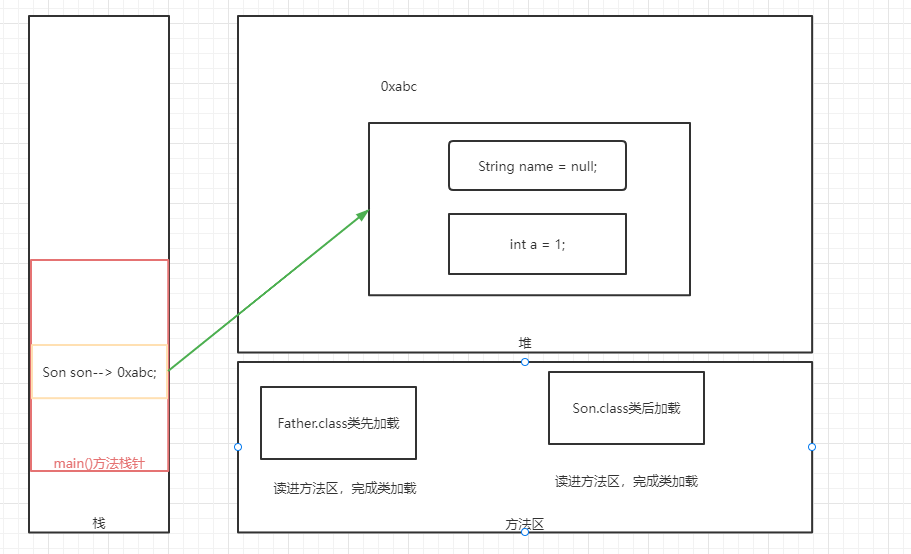 0xabc
String name = null;
int a = 1;
堆
Son son--> 0xabc;
main()方法栈针
栈
Father.class类先加载
Son.class类后加载
读进方法区，完成类加载
读进方法区，完成类加载
方法区